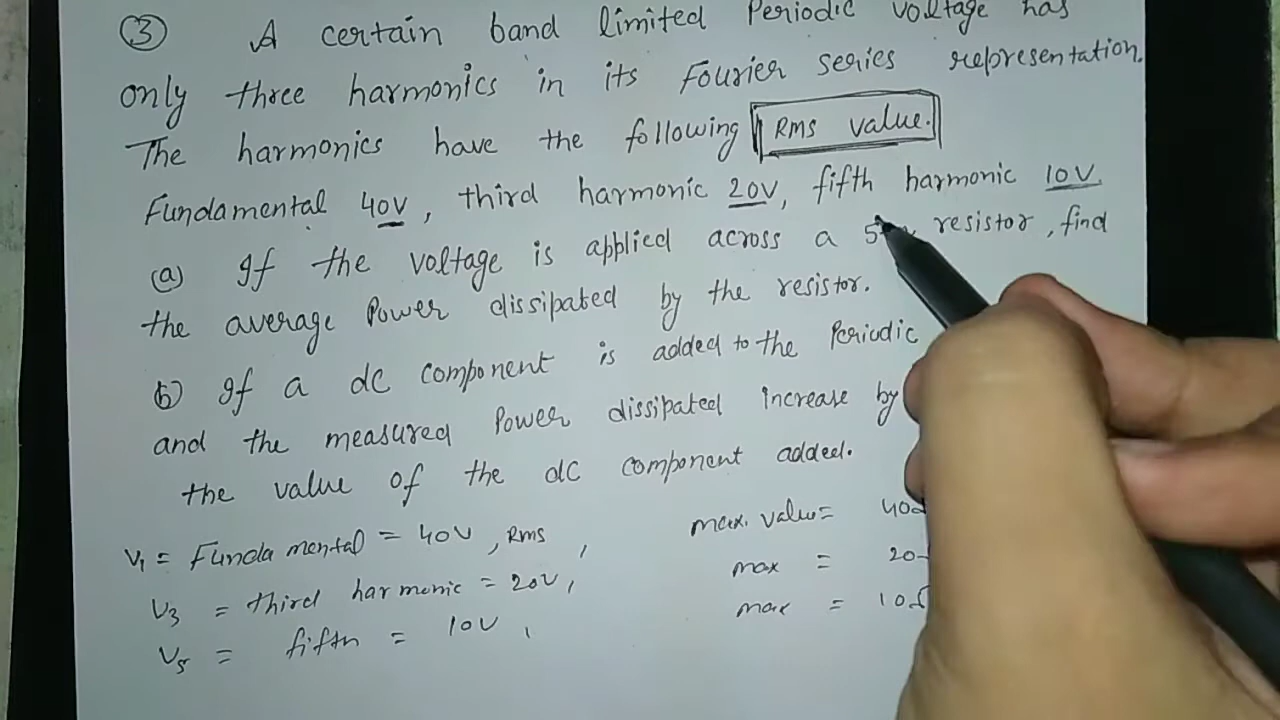 ③ A certain band limited Periodic voltage has
only three harmonics in its Fourier series representation.
The harmonics have the following RMS value.
Fundamental 40V, third harmonic 20V, fifth harmonic 10V.
(a) If the voltage is applied across a resistor, find
the average Power dissipated by the resistor.
(b) If a dc component is added to the Periodic
and the measured Power dissipated increase by
the value of the dc component added.
V1 = Fundamental = 40V, RMS, max. value = 40
V3 = third harmonic = 20V, max = 20
V5 = fifth = 10V, max = 10